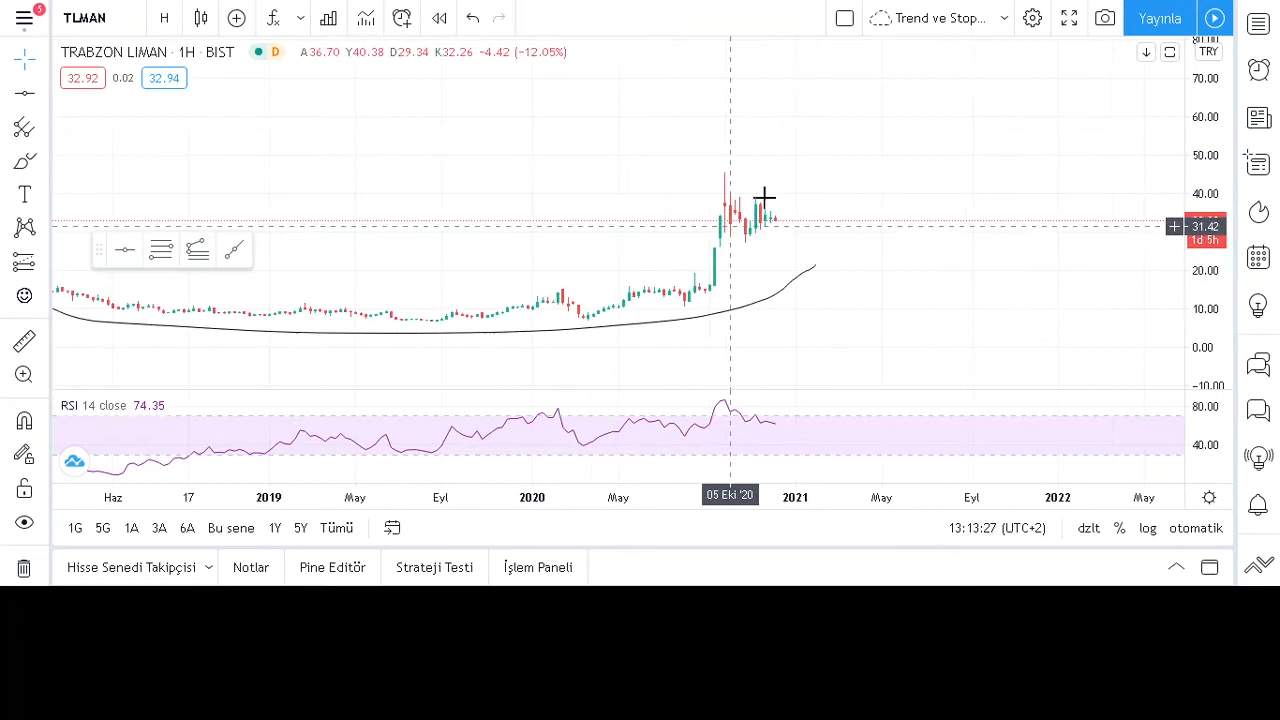 5
TLMAN
H
Trend ve Stop...
Yayınla
TRABZON LIMAN · 1H · BIST
D
A36.70 Y40.38 D29.34 K32.26 -4.42 (-12.05%)
TRY
32.92
0.02
32.94
70.00
60.00
50.00
40.00
31.42
1d 5h
20.00
10.00
0.00
-10.00
RSI 14 close 74.35
80.00
40.00
Haz
17
2019
May
Eyl
2020
May
05 Eki '20
2021
May
Eyl
2022
May
1G
5G
1A
3A
6A
Bu sene
1Y
5Y
Tümü
13:13:27 (UTC+2)
dzlt
%
log
otomatik
Hisse Senedi Takipçisi
Notlar
Pine Editör
Strateji Testi
İşlem Paneli